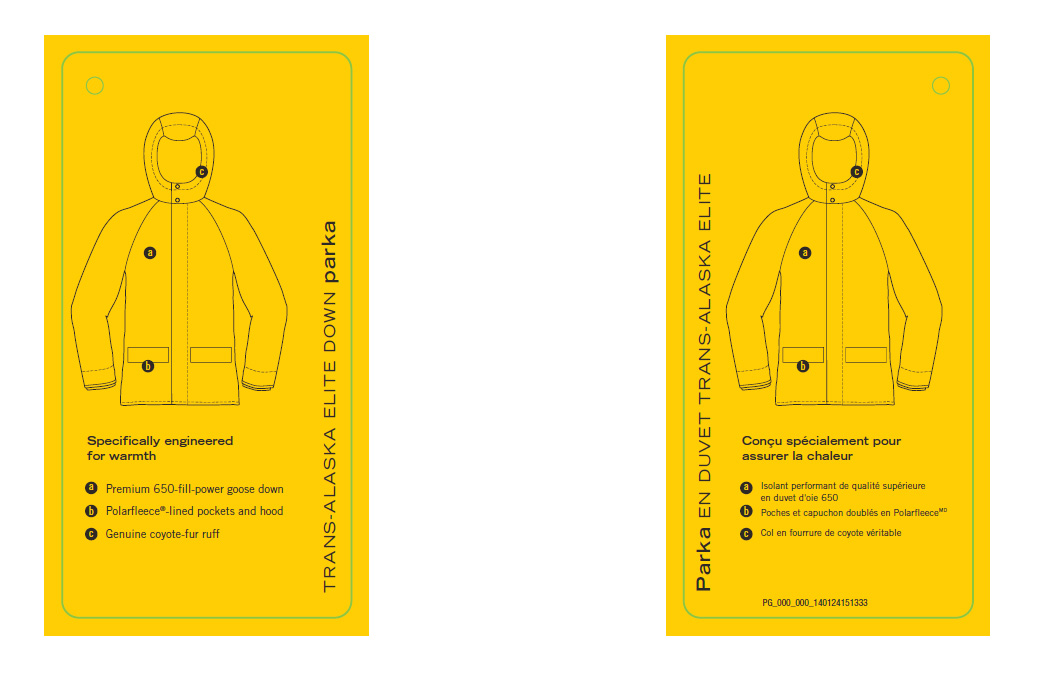 c
a
b
TRANS-ALASKA ELITE DOWN parka
Specifically engineered
for warmth
a Premium 650-fill-power goose down
b Polarfleece®-lined pockets and hood
c Genuine coyote-fur ruff
c
a
b
Parka EN DUVET TRANS-ALASKA ELITE
Conçu spécialement pour
assurer la chaleur
a Isolant performant de qualité supérieure
en duvet d'oie 650
b Poches et capuchon doublés en Polarfleece^MD
c Col en fourrure de coyote véritable
PG_000_000_140124151333